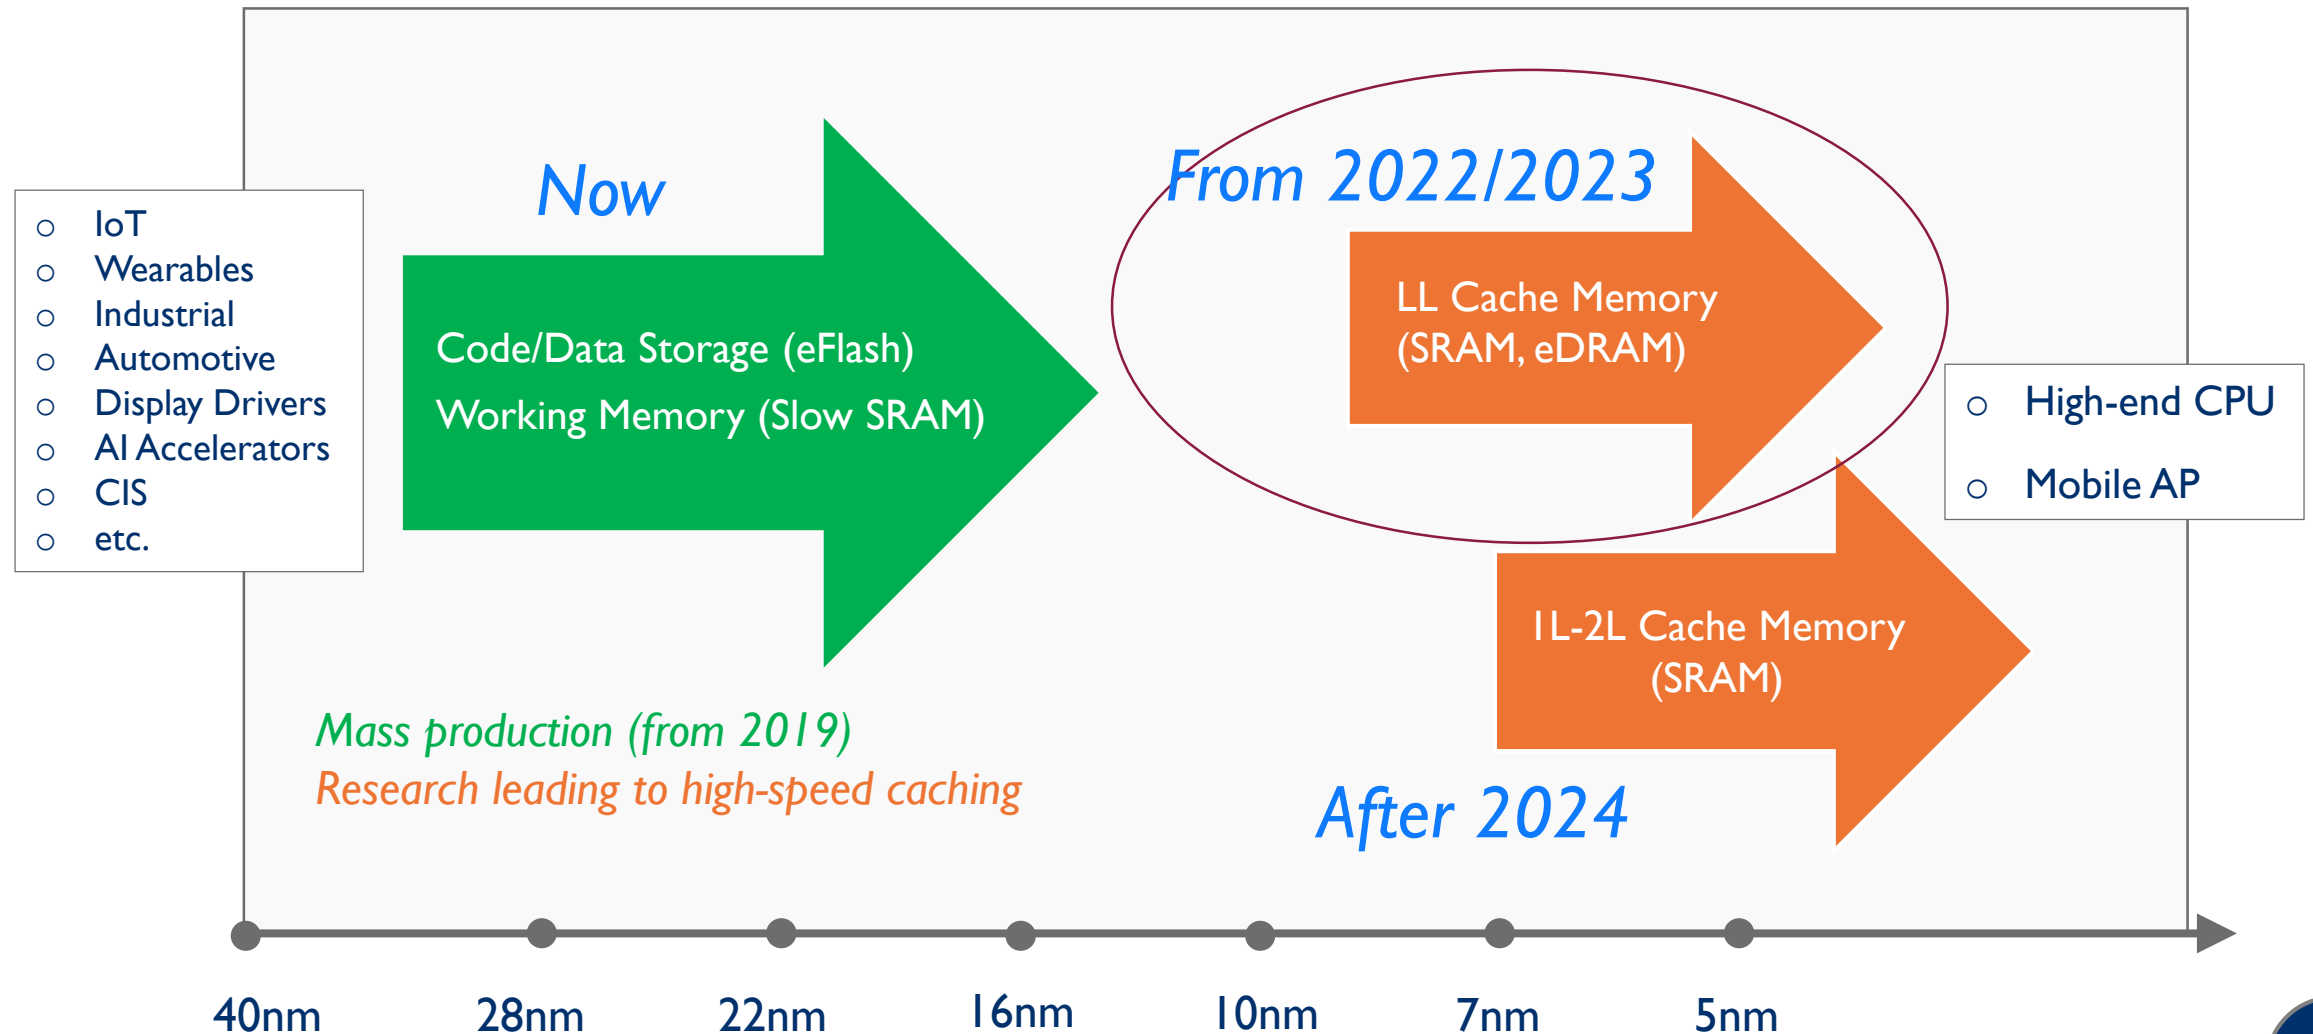 Now
From 2022/2023
○ IoT
○ Wearables
○ Industrial
○ Automotive
○ Display Drivers
○ AI Accelerators
○ CIS
○ etc.
Code/Data Storage (eFlash)
Working Memory (Slow SRAM)
LL Cache Memory
(SRAM, eDRAM)
○ High-end CPU
○ Mobile AP
1L-2L Cache Memory
(SRAM)
Mass production (from 2019)
Research leading to high-speed caching
After 2024
40nm 28nm 22nm 16nm 10nm 7nm 5nm